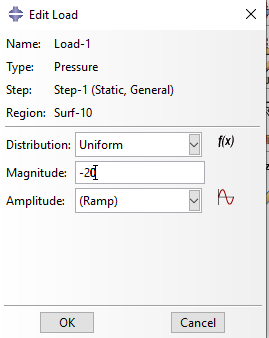 Edit Load
Name: Load-1
Type: Pressure
Step: Step-1 (Static, General)
Region: Surf-10
Distribution: Uniform f(x)
Magnitude: -20
Amplitude: (Ramp)
OK Cancel